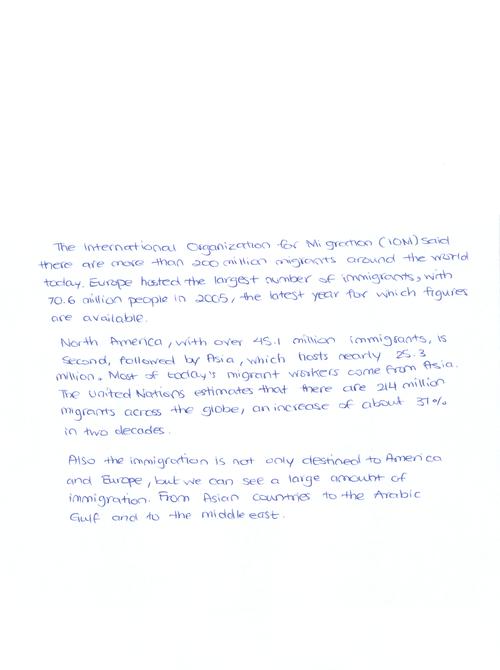 The International Organization for Migration (IOM) said
there are more than 200 million migrants around the world
today. Europe hosted the largest number of immigrants, with
70.6 million people in 2005, the latest year for which figures
are available.
North America, with over 45.1 million immigrants, is
second, followed by Asia, which hosts nearly 25.3
million. Most of today's migrant workers come from Asia.
The United Nations estimates that there are 214 million
migrants across the globe, an increase of about 37%
in two decades.
Also the immigration is not only destined to America
and Europe, but we can see a large amount of
immigration. From Asian countries to the Arabic
Gulf and to the middle east.